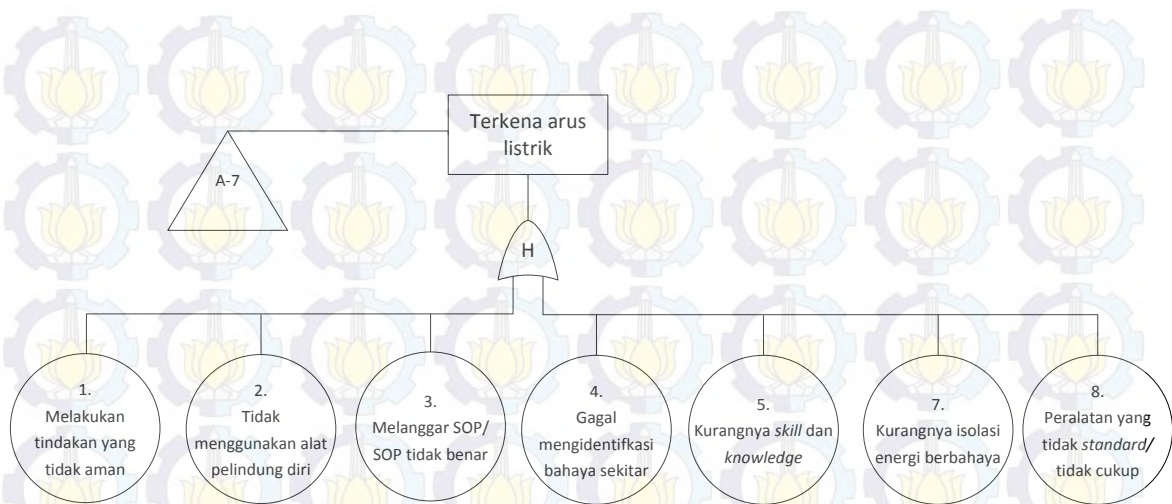 Terkena arus
listrik
A-7
H
1.
Melakukan
tindakan yang
tidak aman
2.
Tidak
menggunakan alat
pelindung diri
3.
Melanggar SOP/
SOP tidak benar
4.
Gagal
mengidentifkasi
bahaya sekitar
5.
Kurangnya skill dan
knowledge
7.
Kurangnya isolasi
energi berbahaya
8.
Peralatan yang
tidak standard/
tidak cukup